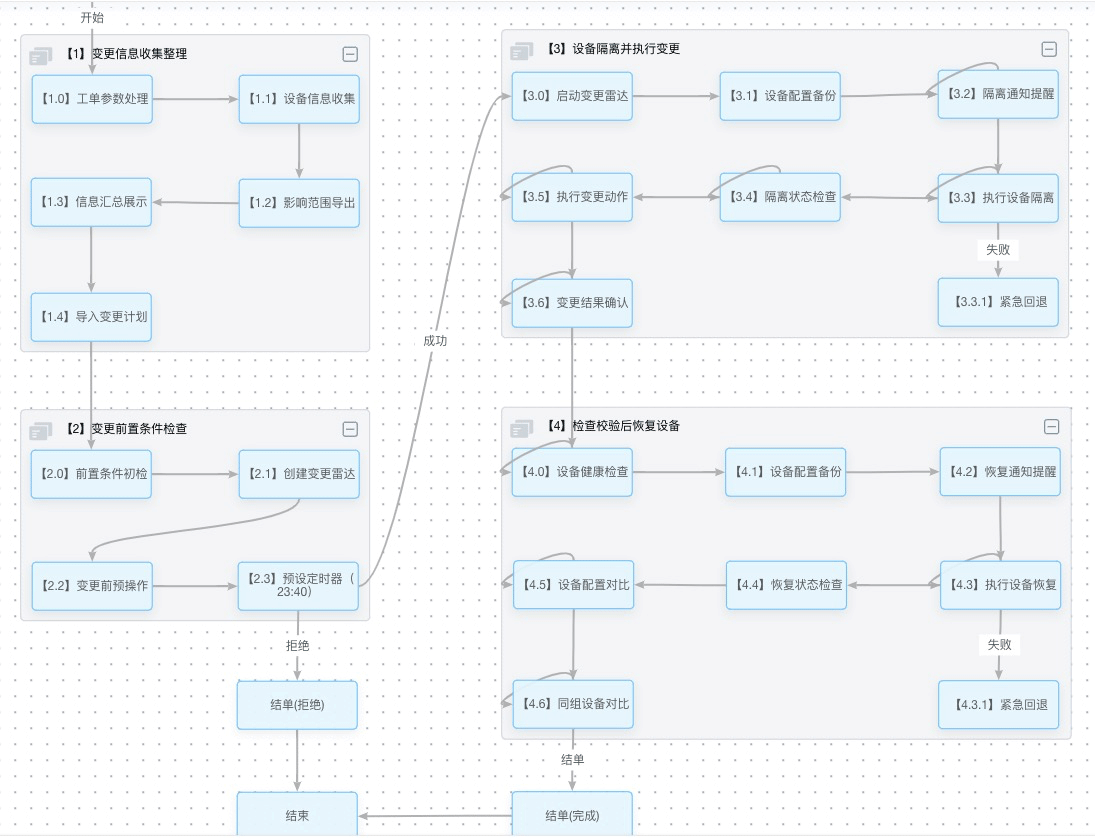 开始
【1】变更信息收集整理
【1.0】工单参数处理
【1.1】设备信息收集
【1.3】信息汇总展示
【1.2】影响范围导出
【1.4】导入变更计划
【2】变更前置条件检查
【2.0】前置条件初检
【2.1】创建变更雷达
【2.2】变更前预操作
【2.3】预设定时器（
23:40）
成功
拒绝
结单(拒绝)
结束
【3】设备隔离并执行变更
【3.0】启动变更雷达
【3.1】设备配置备份
【3.2】隔离通知提醒
【3.5】执行变更动作
【3.4】隔离状态检查
【3.3】执行设备隔离
失败
【3.6】变更结果确认
【3.3.1】紧急回退
【4】检查校验后恢复设备
【4.0】设备健康检查
【4.1】设备配置备份
【4.2】恢复通知提醒
【4.5】设备配置对比
【4.4】恢复状态检查
【4.3】执行设备恢复
失败
【4.6】同组设备对比
【4.3.1】紧急回退
结单
结单(完成)